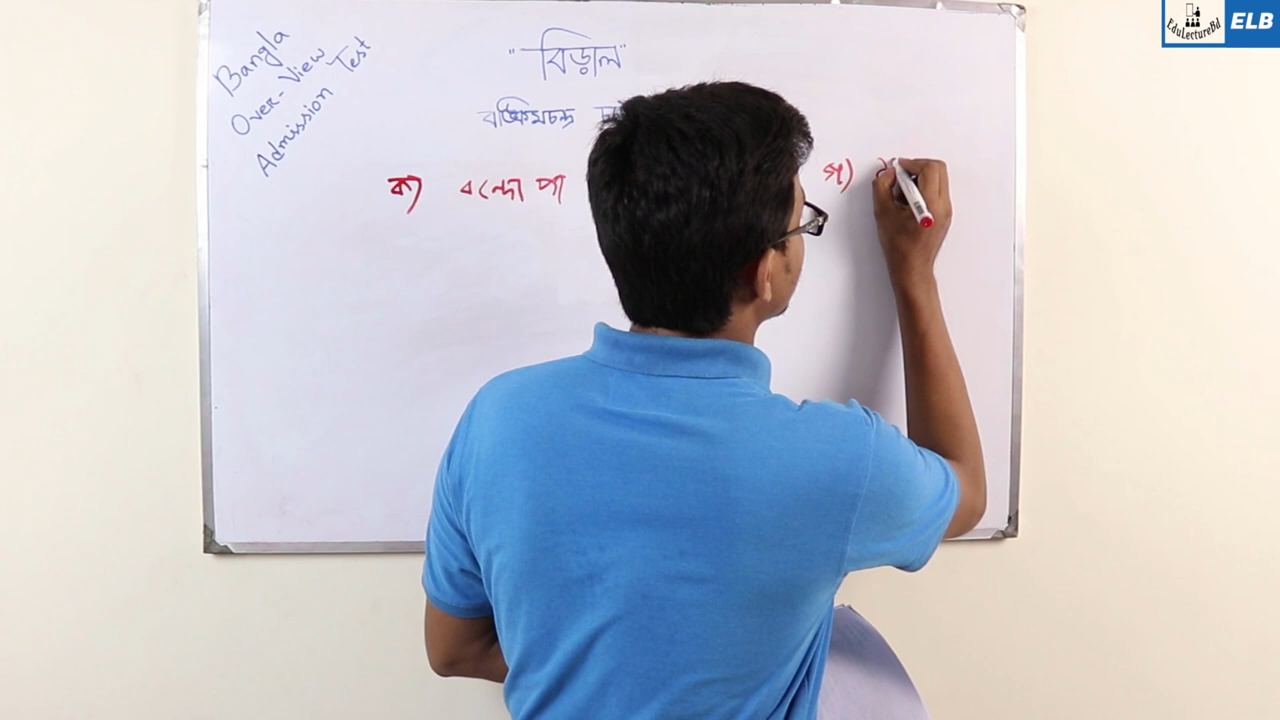 EduLectureBd ELB
Bangla
Over-View
Admission Test
"বিড়াল"
বঙ্কিমচন্দ্র
ক) বন্দো পা গ)